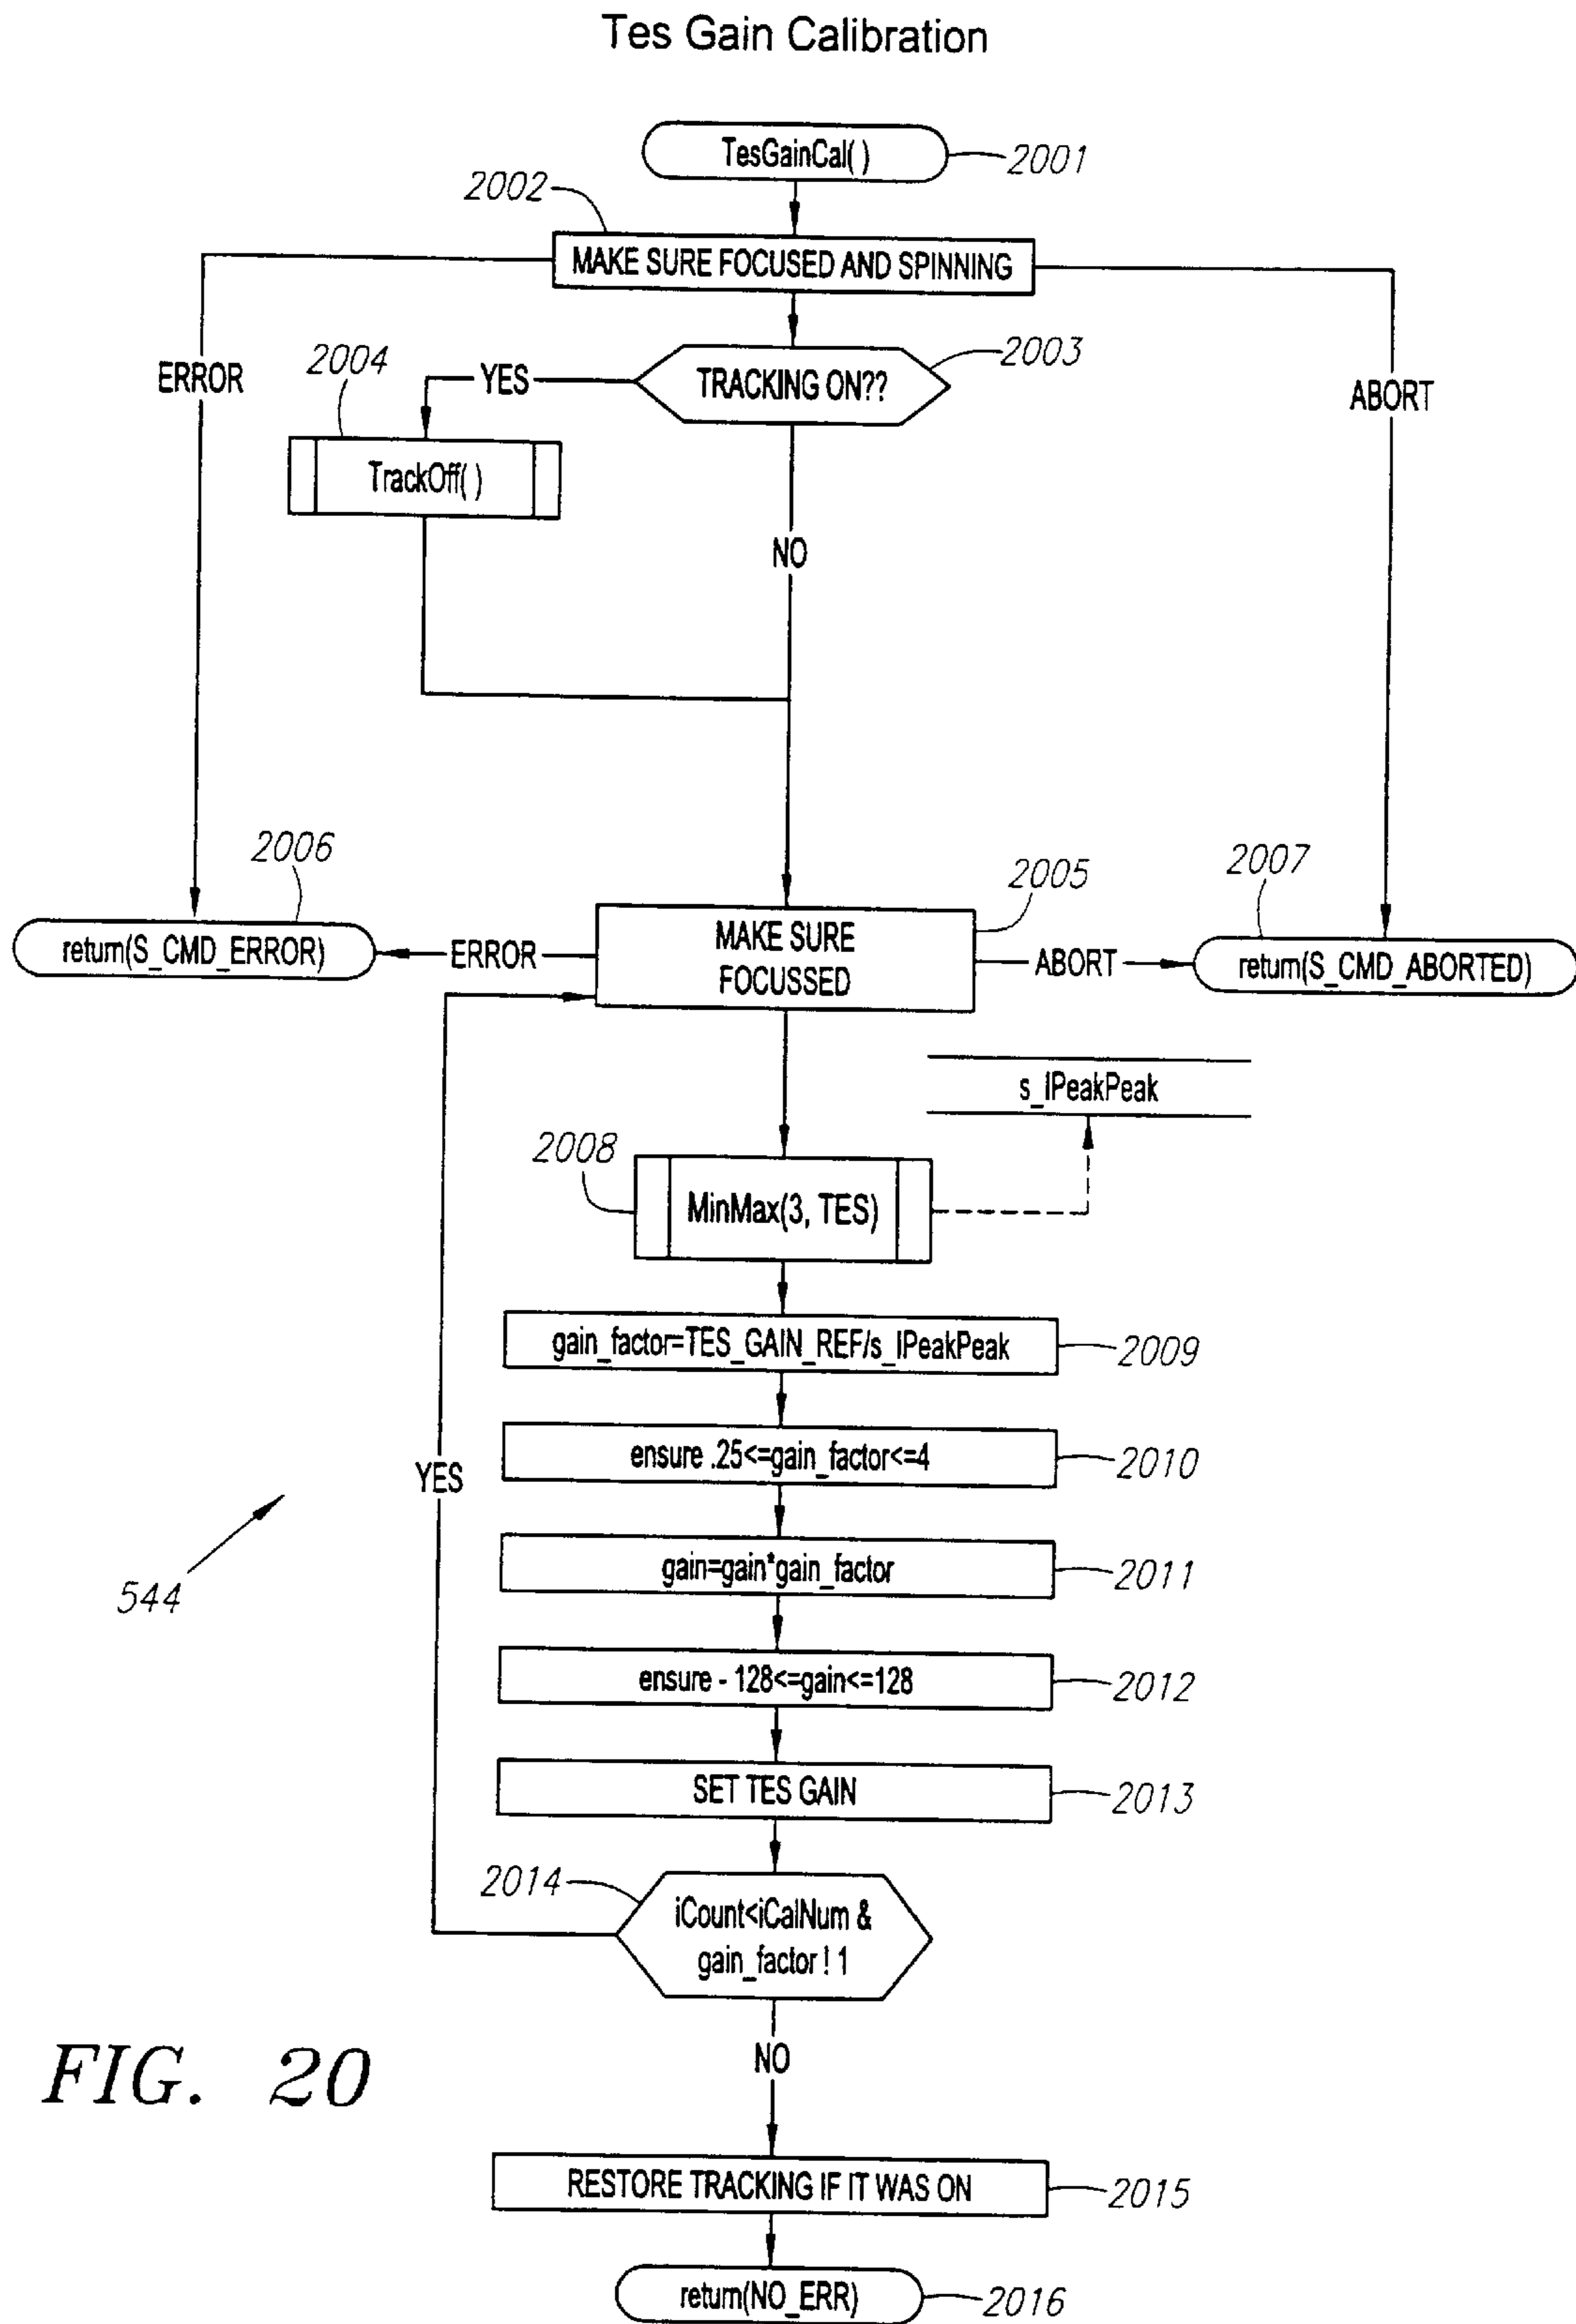 Tes Gain Calibration
TesGainCal( )
2001
2002
MAKE SURE FOCUSED AND SPINNING
ERROR
2004
YES
TRACKING ON??
2003
ABORT
TrackOff( )
NO
2006
return(S_CMD_ERROR)
ERROR
MAKE SURE
FOCUSSED
2005
ABORT
2007
return(S_CMD_ABORTED)
s_lPeakPeak
2008
MinMax(3, TES)
gain_factor=TES_GAIN_REF/s_lPeakPeak
2009
ensure .25<=gain_factor<=4
2010
YES
gain=gain*gain_factor
2011
544
ensure - 128<=gain<=128
2012
SET TES GAIN
2013
2014
iCount<iCalNum &
gain_factor ! 1
NO
FIG. 20
RESTORE TRACKING IF IT WAS ON
2015
return(NO_ERR)
2016